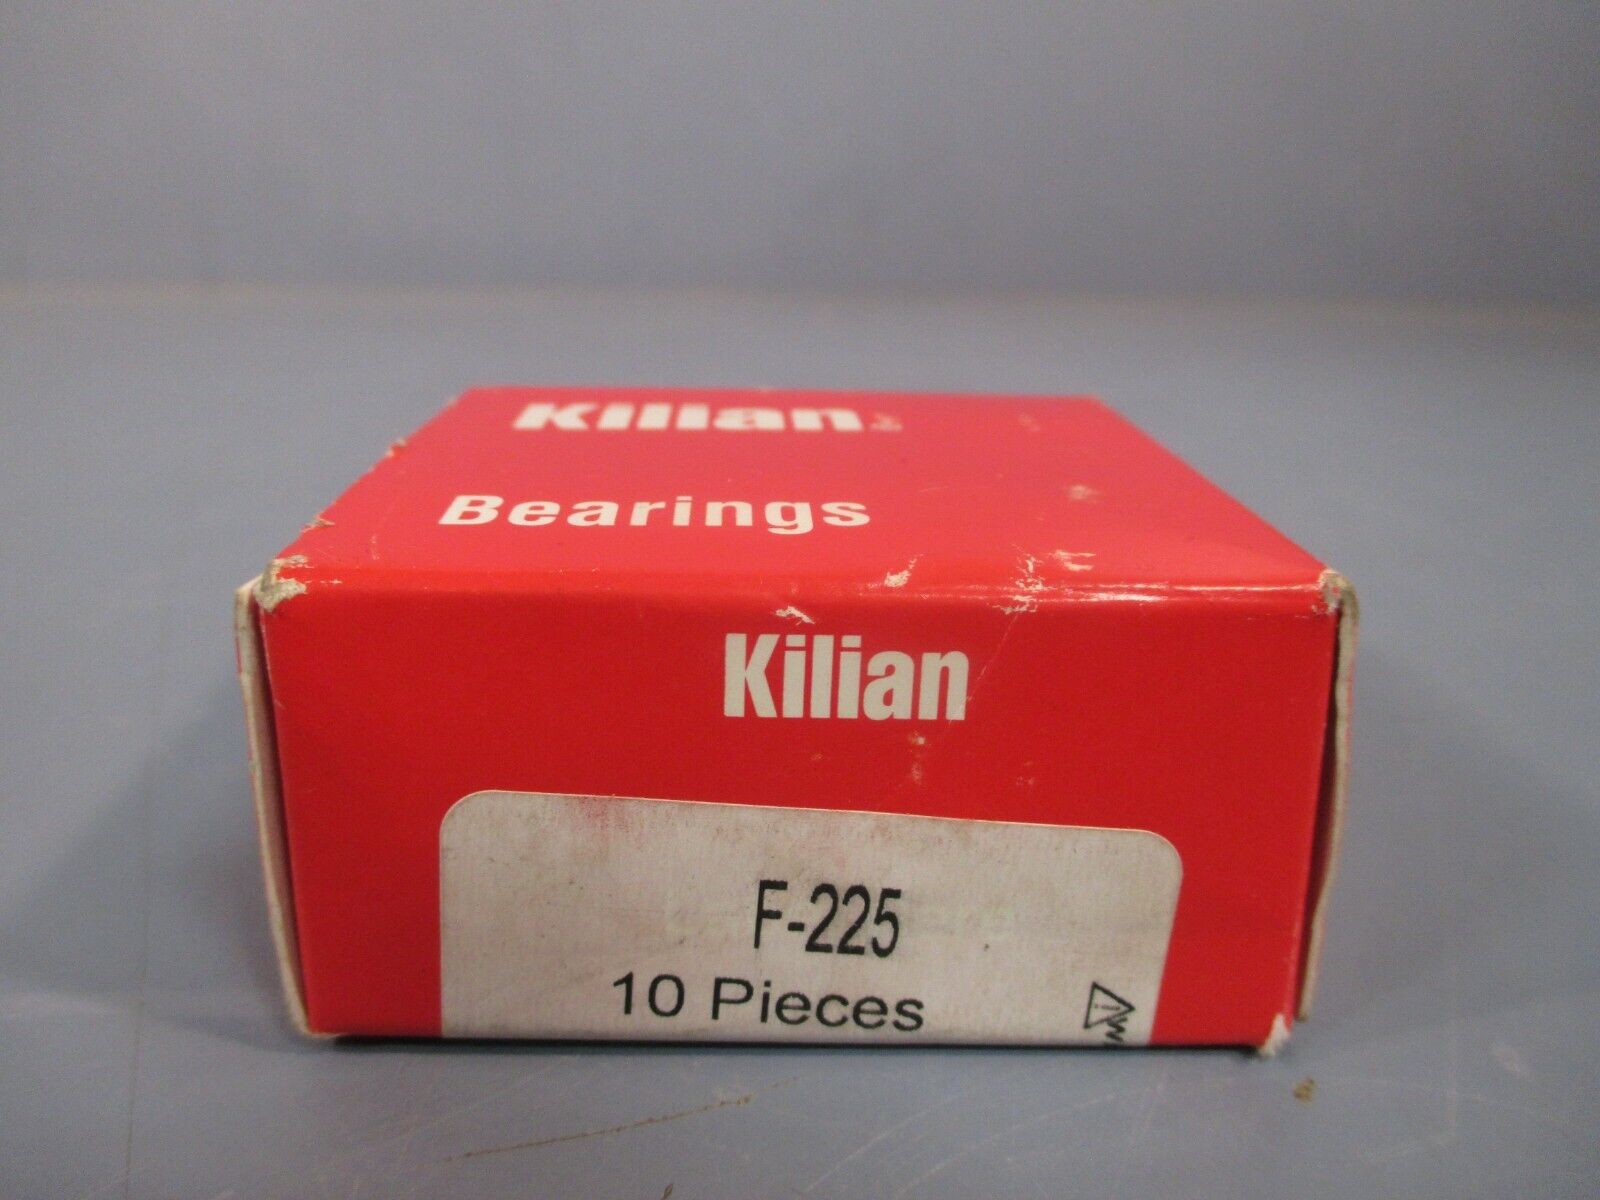 Kilian
Bearings
Kilian
F-225
10 Pieces